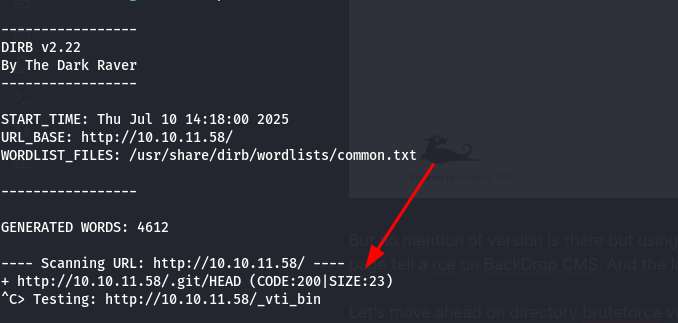 -----------------
DIRB v2.22
By The Dark Raver
-----------------
START_TIME: Thu Jul 10 14:18:00 2025
URL_BASE: http://10.10.11.58/
WORDLIST_FILES: /usr/share/dirb/wordlists/common.txt
-----------------
GENERATED WORDS: 4612
---- Scanning URL: http://10.10.11.58/ ----
+ http://10.10.11.58/.git/HEAD (CODE:200|SIZE:23)
^C> Testing: http://10.10.11.58/_vti_bin
But no mention of version is there but using
tell a rce on BackDrop CMS. And the
Let's move ahead on directory bruteforce